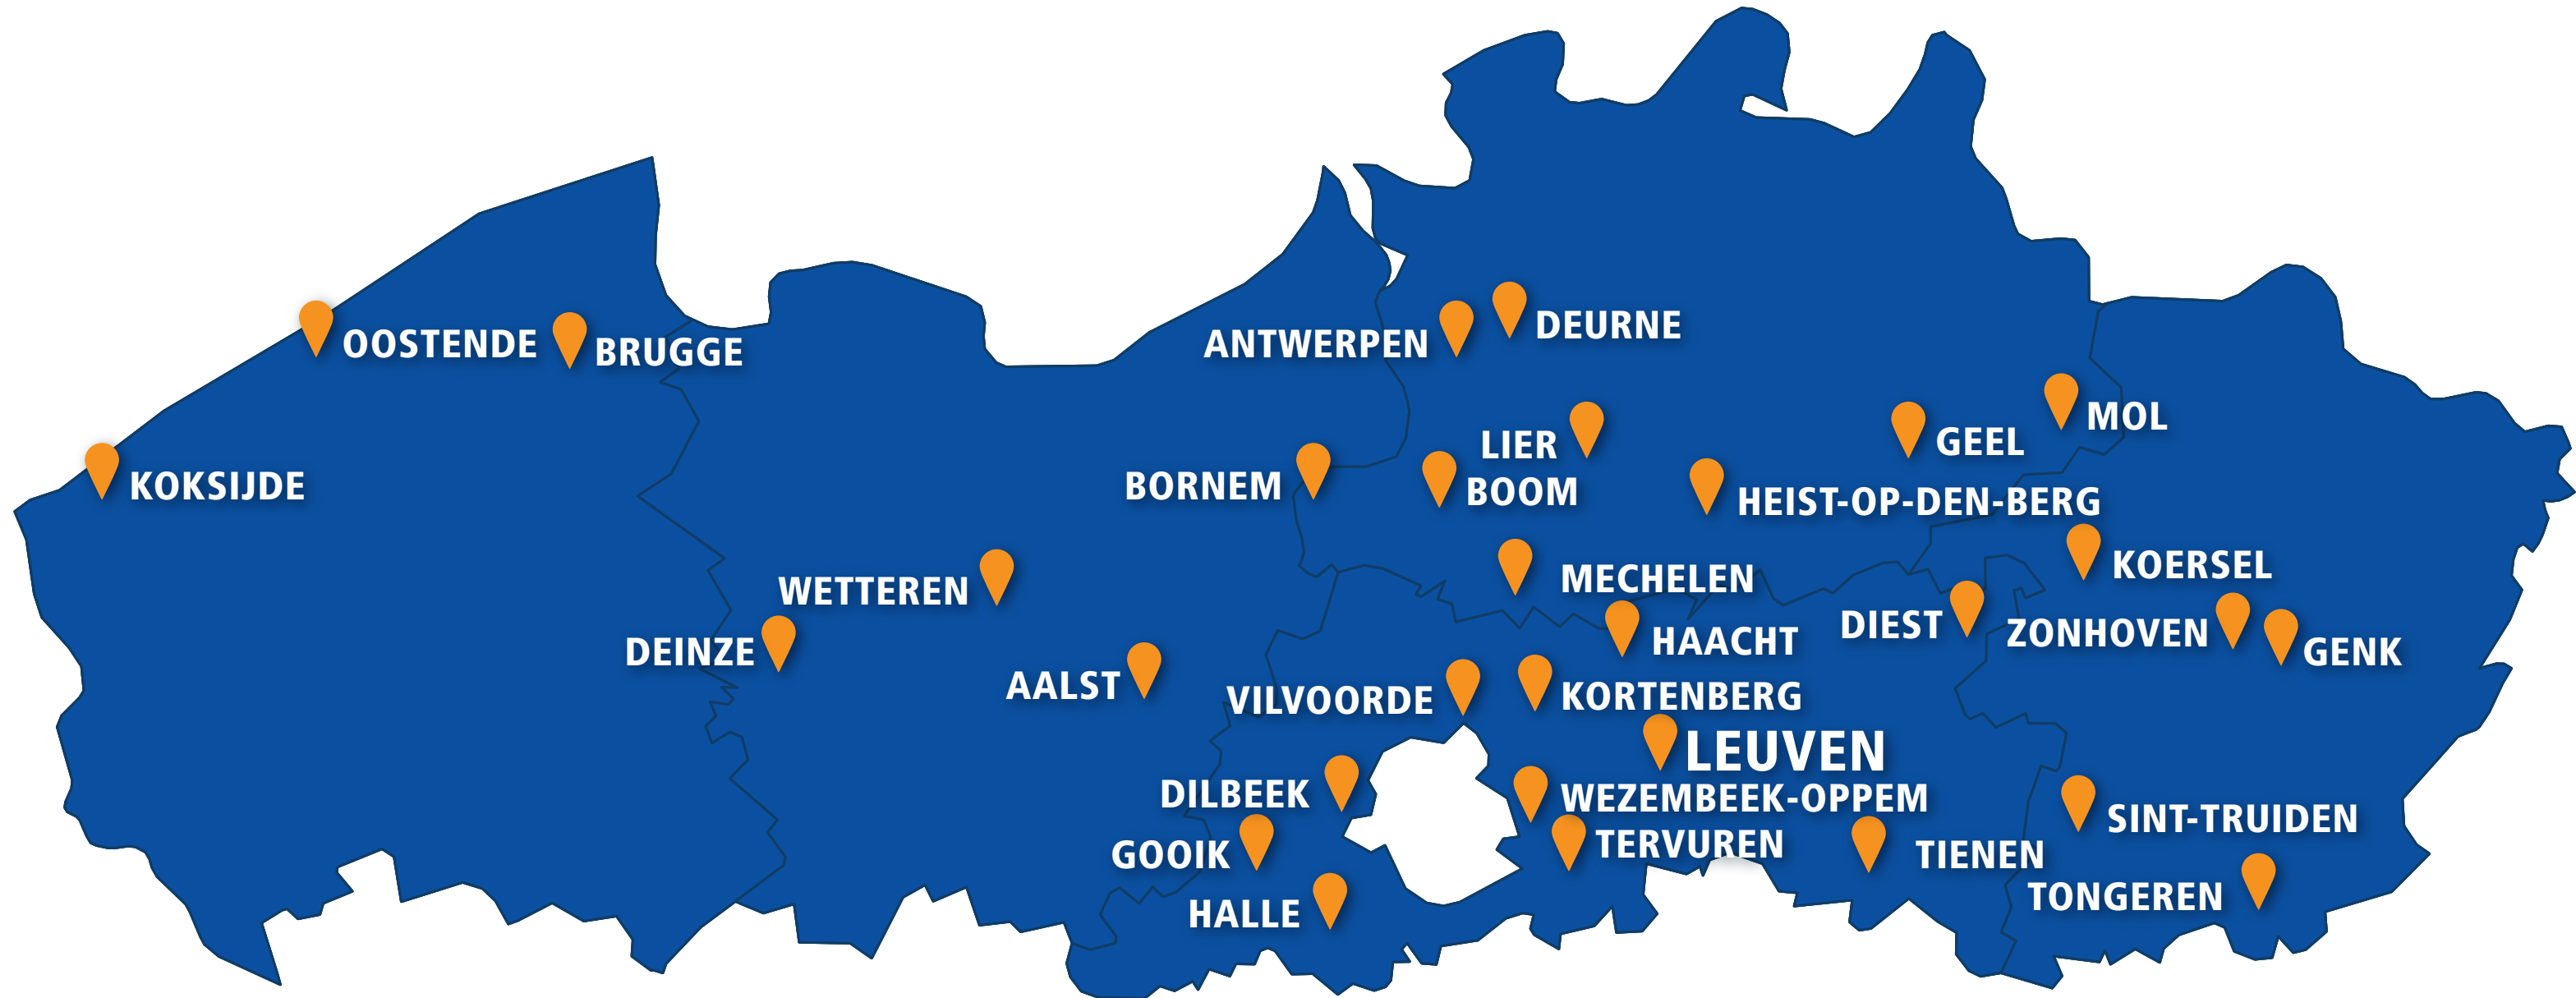 DEURNE
ANTWERPEN
OOSTENDE
BRUGGE
MOL
GEEL
LIER
BORNEM
KOKSIJDE
BOOM
HEIST-OP-DEN-BERG
KOERSEL
MECHELEN
WETTEREN
DIEST
ZONHOVEN
HAACHT
DEINZE
GENK
AALST
KORTENBERG
VILVOORDE
LEUVEN
DILBEEK
WEZEMBEEK-OPPEM
SINT-TRUIDEN
TERVUREN
GOOIK
TIENEN
TONGEREN
HALLE